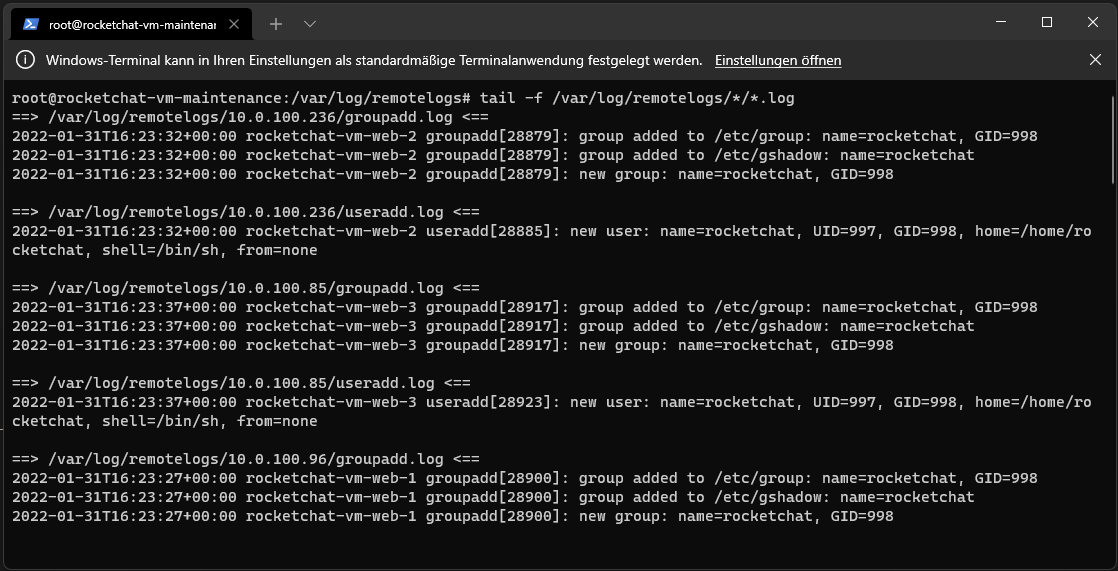 root@rocketchat-vm-maintenan
Windows-Terminal kann in Ihren Einstellungen als standardmäßige Terminalanwendung festgelegt werden. Einstellungen öffnen
root@rocketchat-vm-maintenance:/var/log/remotelogs# tail -f /var/log/remotelogs/*/*.log
==> /var/log/remotelogs/10.0.100.236/groupadd.log <==
2022-01-31T16:23:32+00:00 rocketchat-vm-web-2 groupadd[28879]: group added to /etc/group: name=rocketchat, GID=998
2022-01-31T16:23:32+00:00 rocketchat-vm-web-2 groupadd[28879]: group added to /etc/gshadow: name=rocketchat
2022-01-31T16:23:32+00:00 rocketchat-vm-web-2 groupadd[28879]: new group: name=rocketchat, GID=998
==> /var/log/remotelogs/10.0.100.236/useradd.log <==
2022-01-31T16:23:32+00:00 rocketchat-vm-web-2 useradd[28885]: new user: name=rocketchat, UID=997, GID=998, home=/home/ro
cketchat, shell=/bin/sh, from=none
==> /var/log/remotelogs/10.0.100.85/groupadd.log <==
2022-01-31T16:23:37+00:00 rocketchat-vm-web-3 groupadd[28917]: group added to /etc/group: name=rocketchat, GID=998
2022-01-31T16:23:37+00:00 rocketchat-vm-web-3 groupadd[28917]: group added to /etc/gshadow: name=rocketchat
2022-01-31T16:23:37+00:00 rocketchat-vm-web-3 groupadd[28917]: new group: name=rocketchat, GID=998
==> /var/log/remotelogs/10.0.100.85/useradd.log <==
2022-01-31T16:23:37+00:00 rocketchat-vm-web-3 useradd[28923]: new user: name=rocketchat, UID=997, GID=998, home=/home/ro
cketchat, shell=/bin/sh, from=none
==> /var/log/remotelogs/10.0.100.96/groupadd.log <==
2022-01-31T16:23:27+00:00 rocketchat-vm-web-1 groupadd[28900]: group added to /etc/group: name=rocketchat, GID=998
2022-01-31T16:23:27+00:00 rocketchat-vm-web-1 groupadd[28900]: group added to /etc/gshadow: name=rocketchat
2022-01-31T16:23:27+00:00 rocketchat-vm-web-1 groupadd[28900]: new group: name=rocketchat, GID=998